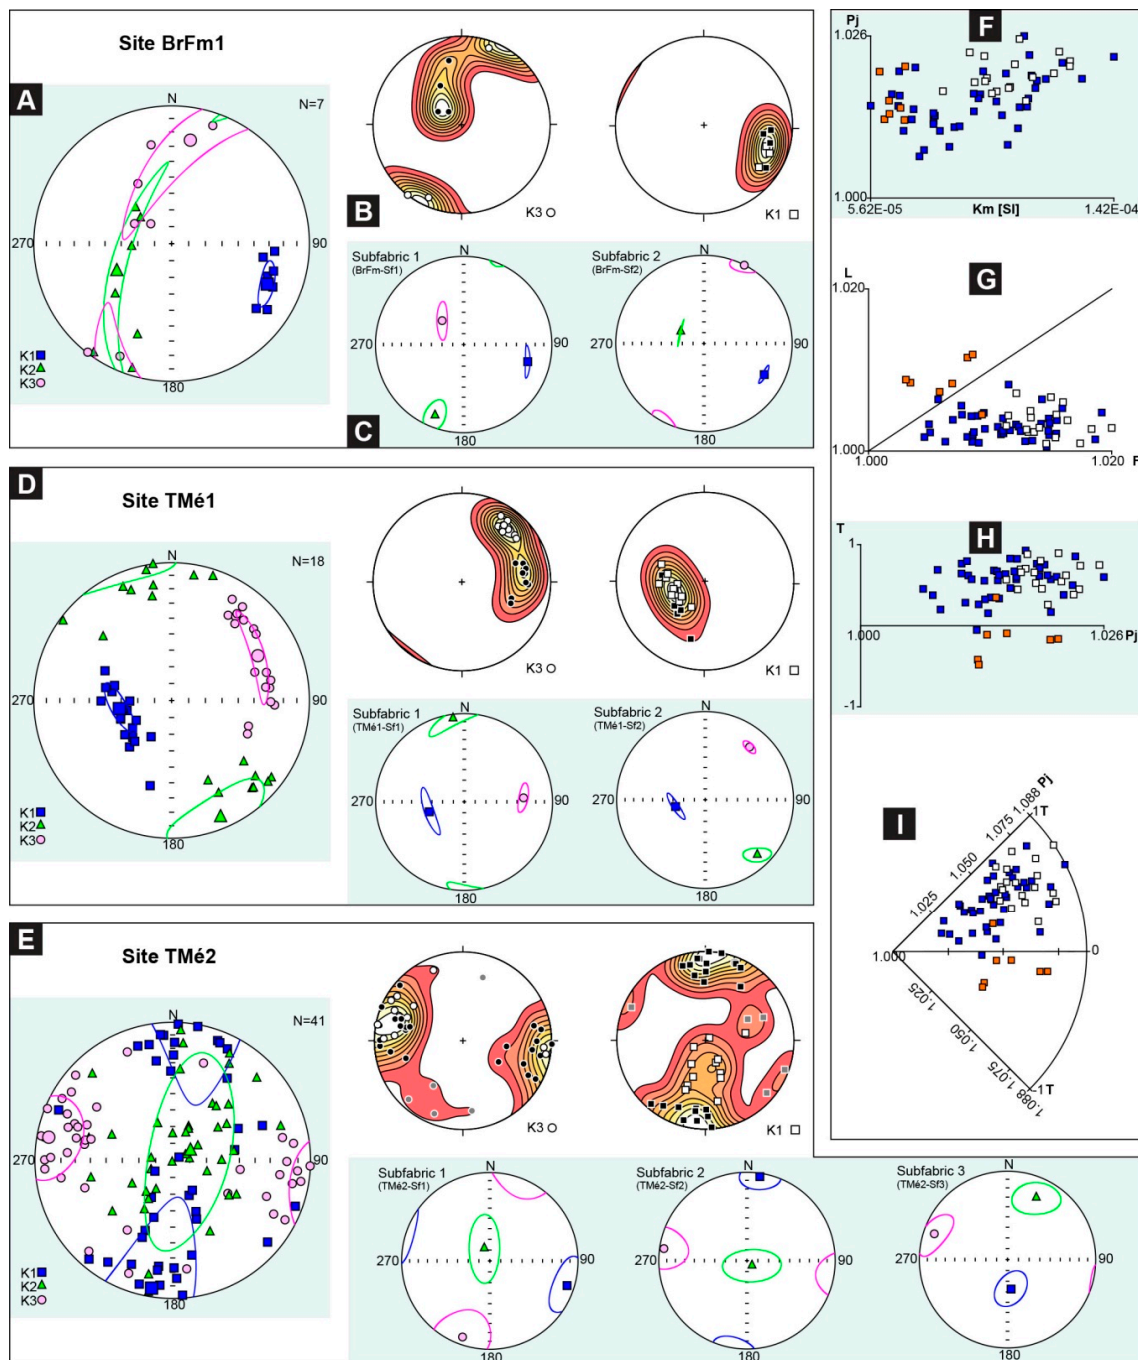 Site BrFm1
A
N
N=7
270
90
180
K1
K2
K3
K3
B
K1
Subfabric 1
(BrFm-Sf1)
N
270
90
180
C
Subfabric 2
(BrFm-Sf2)
N
270
90
180
D
Site TMé1
N
N=18
270
90
180
K1
K2
K3
K3
K1
Subfabric 1
(TMé1-Sf1)
N
270
90
180
Subfabric 2
(TMé1-Sf2)
N
270
90
180
E
Site TMé2
N
N=41
270
90
180
K1
K2
K3
K3
K1
Subfabric 1
(TMé2-Sf1)
N
270
90
180
Subfabric 2
(TMé2-Sf2)
N
270
90
180
Subfabric 3
(TMé2-Sf3)
N
270
90
180
F
Pj
1.026
1.000
5.62E-05
Km [SI]
1.42E-04
G
L
1.020
1.000
1.000
1.020
F
H
T
1
1.000
Pj
1.026
-1
I
Pj
1.088
1T
1.075
1.050
1.025
1.000
0
1.025
1.050
1.075
1.088
-1T